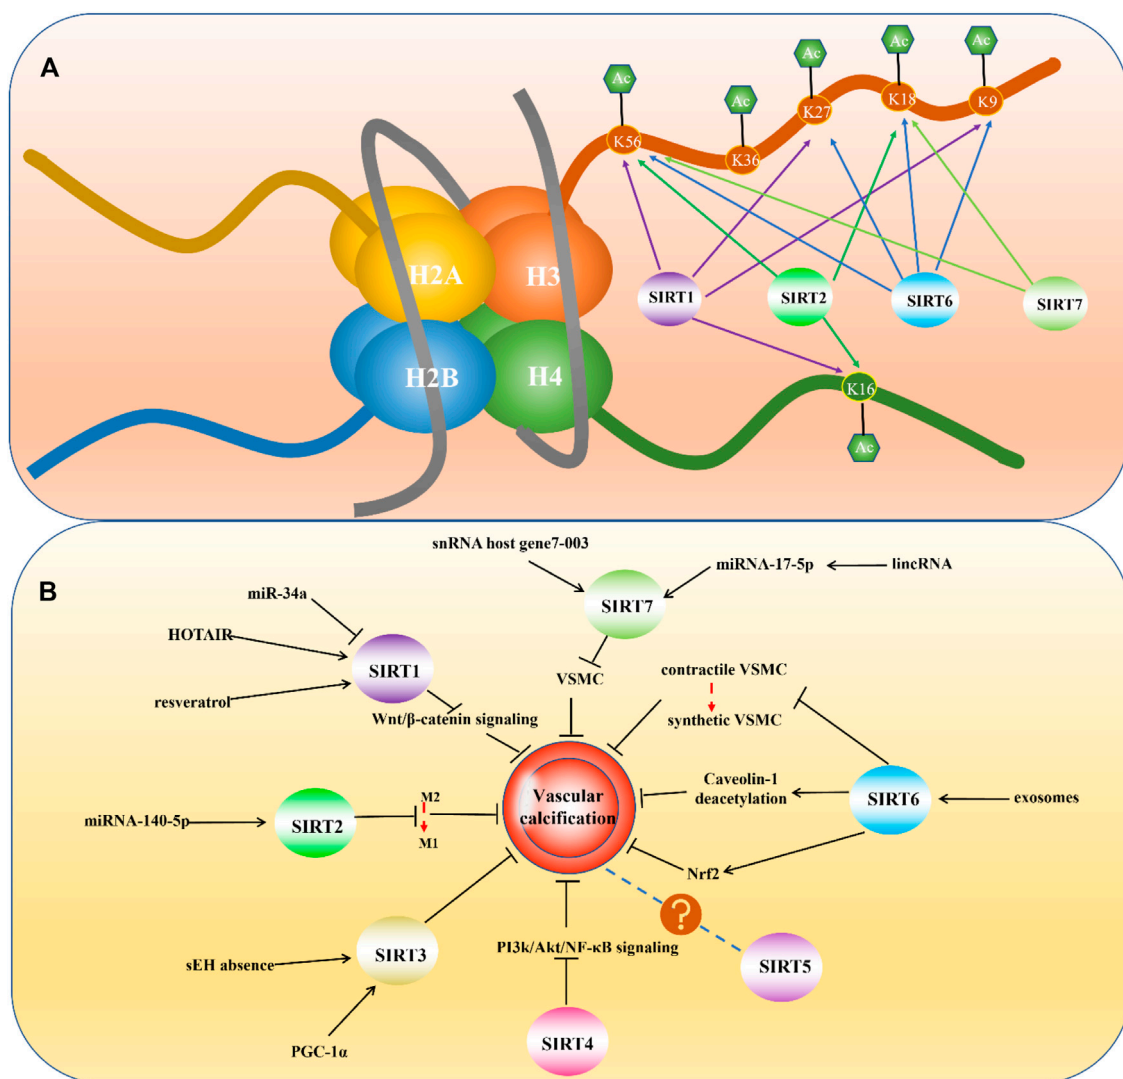 A
Ac
Ac
Ac
Ac
Ac
K56
K36
K27
K18
K9
H2A
H3
H2B
H4
SIRT1
SIRT2
SIRT6
SIRT7
K16
Ac
B
snRNA host gene7-003
miRNA-17-5p
lincRNA
SIRT7
miR-34a
HOTAIR
resveratrol
SIRT1
Wnt/β-catenin signaling
VSMC
contractile VSMC
synthetic VSMC
Vascular
calcification
Caveolin-1
deacetylation
SIRT6
exosomes
Nrf2
miRNA-140-5p
SIRT2
M2
M1
sEH absence
SIRT3
PGC-1α
PI3k/Akt/NF-κB signaling
SIRT4
?
SIRT5